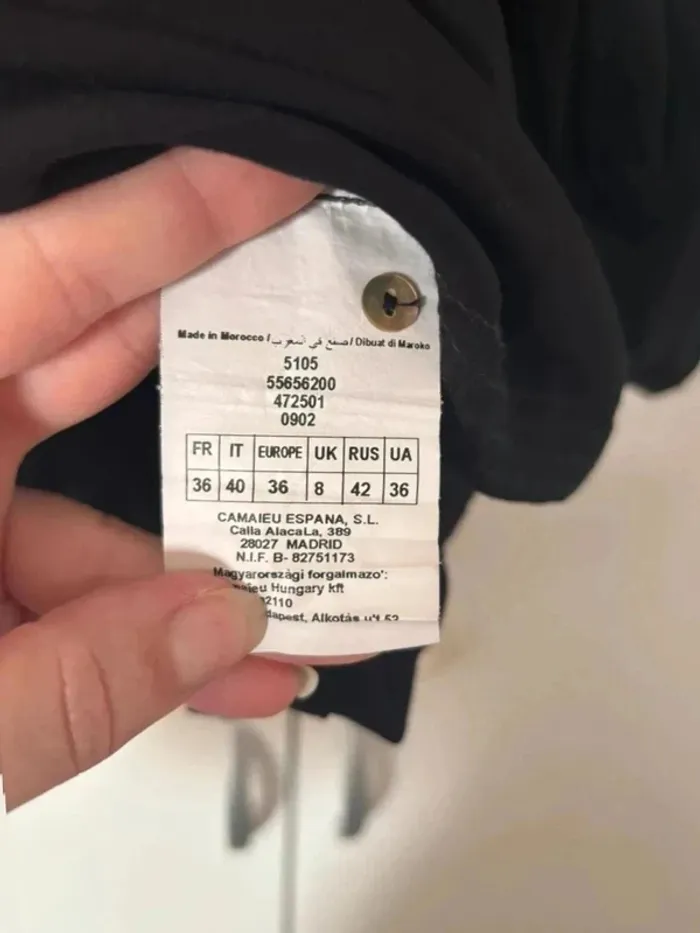 Made in Morocco / صنع في المغرب / Dibuat di Maroko
5105
55656200
472501
0902
FR IT EUROPE UK RUS UA
36 40 36 8 42 36
CAMAIEU ESPANA, S.L.
Calla AlacaLa, 389
28027 MADRID
N.I.F. B- 82751173
Magyarországi forgalmazo':
Hungary kft
Alkotás